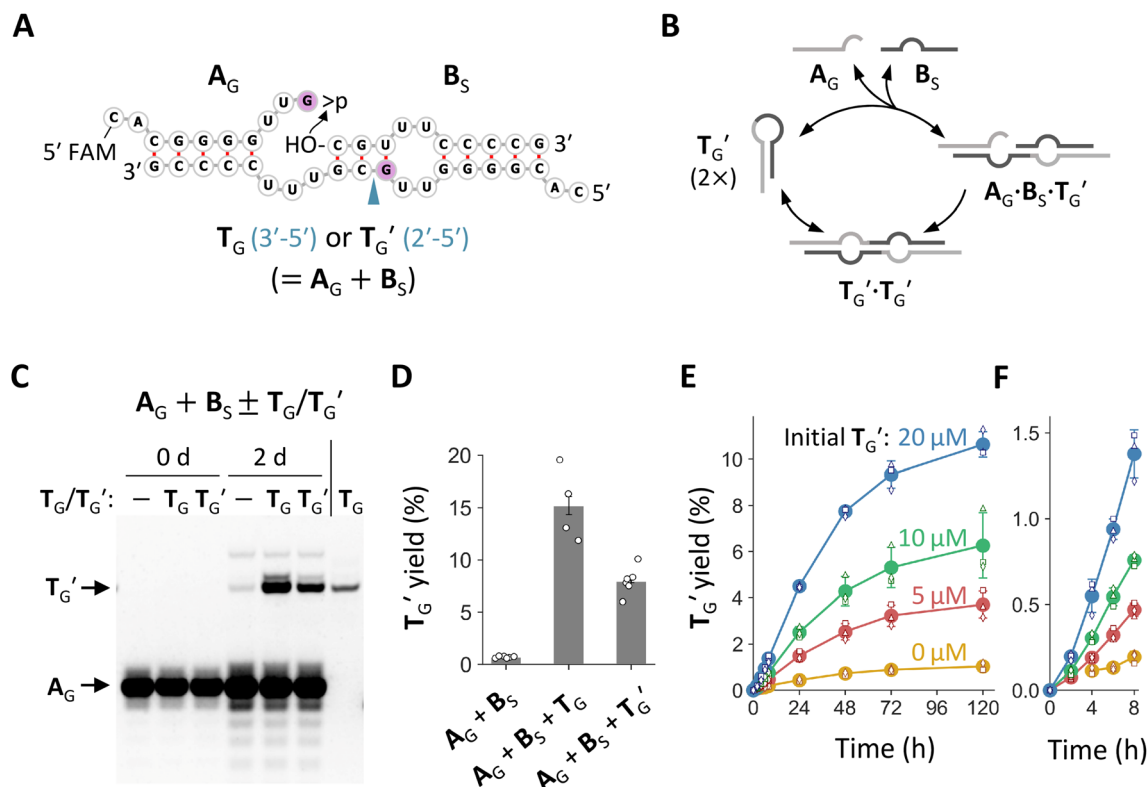 A
A_G
B_S
U U G >p
C A C G G G G U
5′ FAM
HO- C G U U U C C C C G 3′
3′ G C C C C U U U G C G U U G G G G C A C 5′
T_G (3′-5′) or T_G′ (2′-5′)
(= A_G + B_S)
B
A_G
B_S
T_G′
(2×)
A_G·B_S·T_G′
T_G′·T_G′
C
A_G + B_S ± T_G/T_G′
0 d
2 d
T_G/T_G′: − T_G T_G′ − T_G T_G′ T_G
T_G′
A_G
D
T_G′ yield (%)
20
15
10
5
0
A_G + B_S
A_G + B_S + T_G
A_G + B_S + T_G′
E
T_G′ yield (%)
Initial T_G′: 20 μM
10 μM
5 μM
0 μM
10
8
6
4
2
0
0 24 48 72 96 120
Time (h)
F
1.5
1.0
0.5
0.0
0 4 8
Time (h)